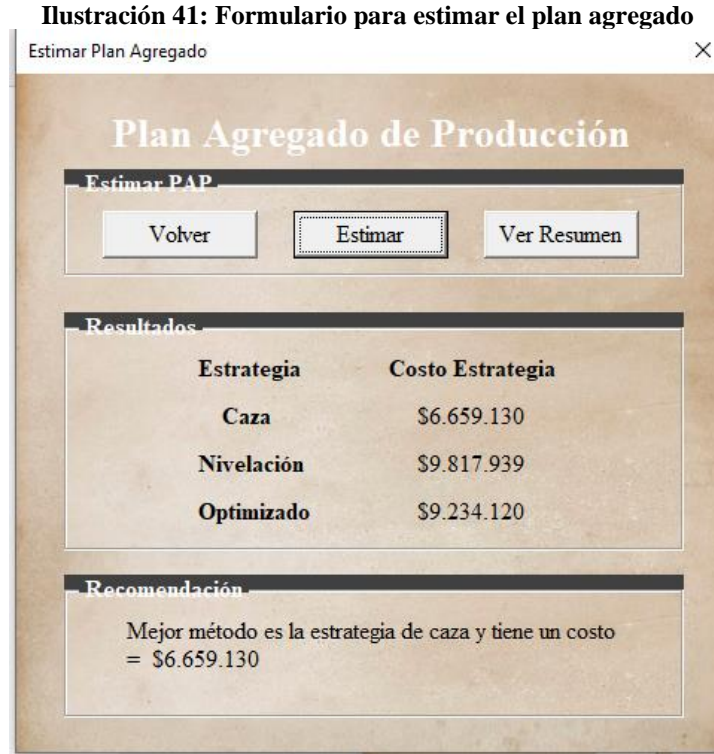 Ilustración 41: Formulario para estimar el plan agregado
Estimar Plan Agregado
Plan Agregado de Producción
Estimar PAP
Volver Estimar Ver Resumen
Resultados
Estrategia Costo Estrategia
Caza $6.659.130
Nivelación $9.817.939
Optimizado $9.234.120
Recomendación
Mejor método es la estrategia de caza y tiene un costo
= $6.659.130